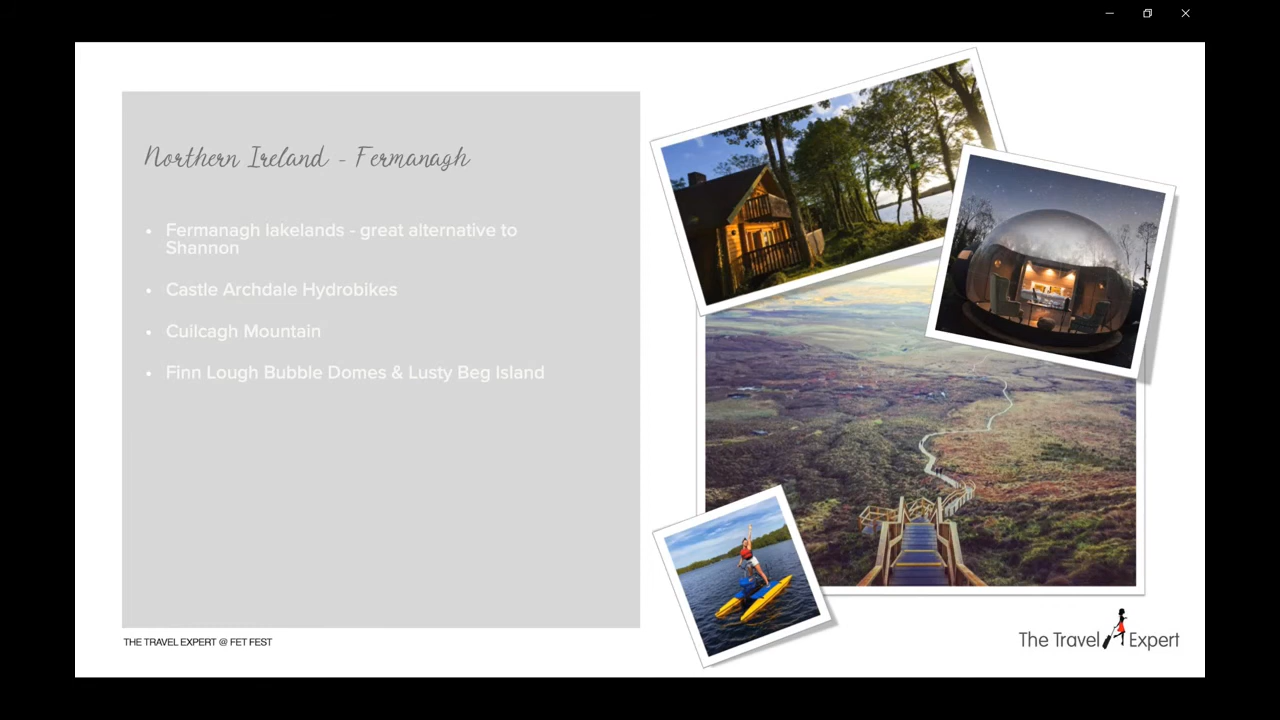 Northern Ireland - Fermanagh
• Fermanagh lakelands - great alternative to
Shannon
• Castle Archdale Hydrobikes
• Cuilcagh Mountain
• Finn Lough Bubble Domes & Lusty Beg Island
THE TRAVEL EXPERT @ FET FEST
The Travel Expert